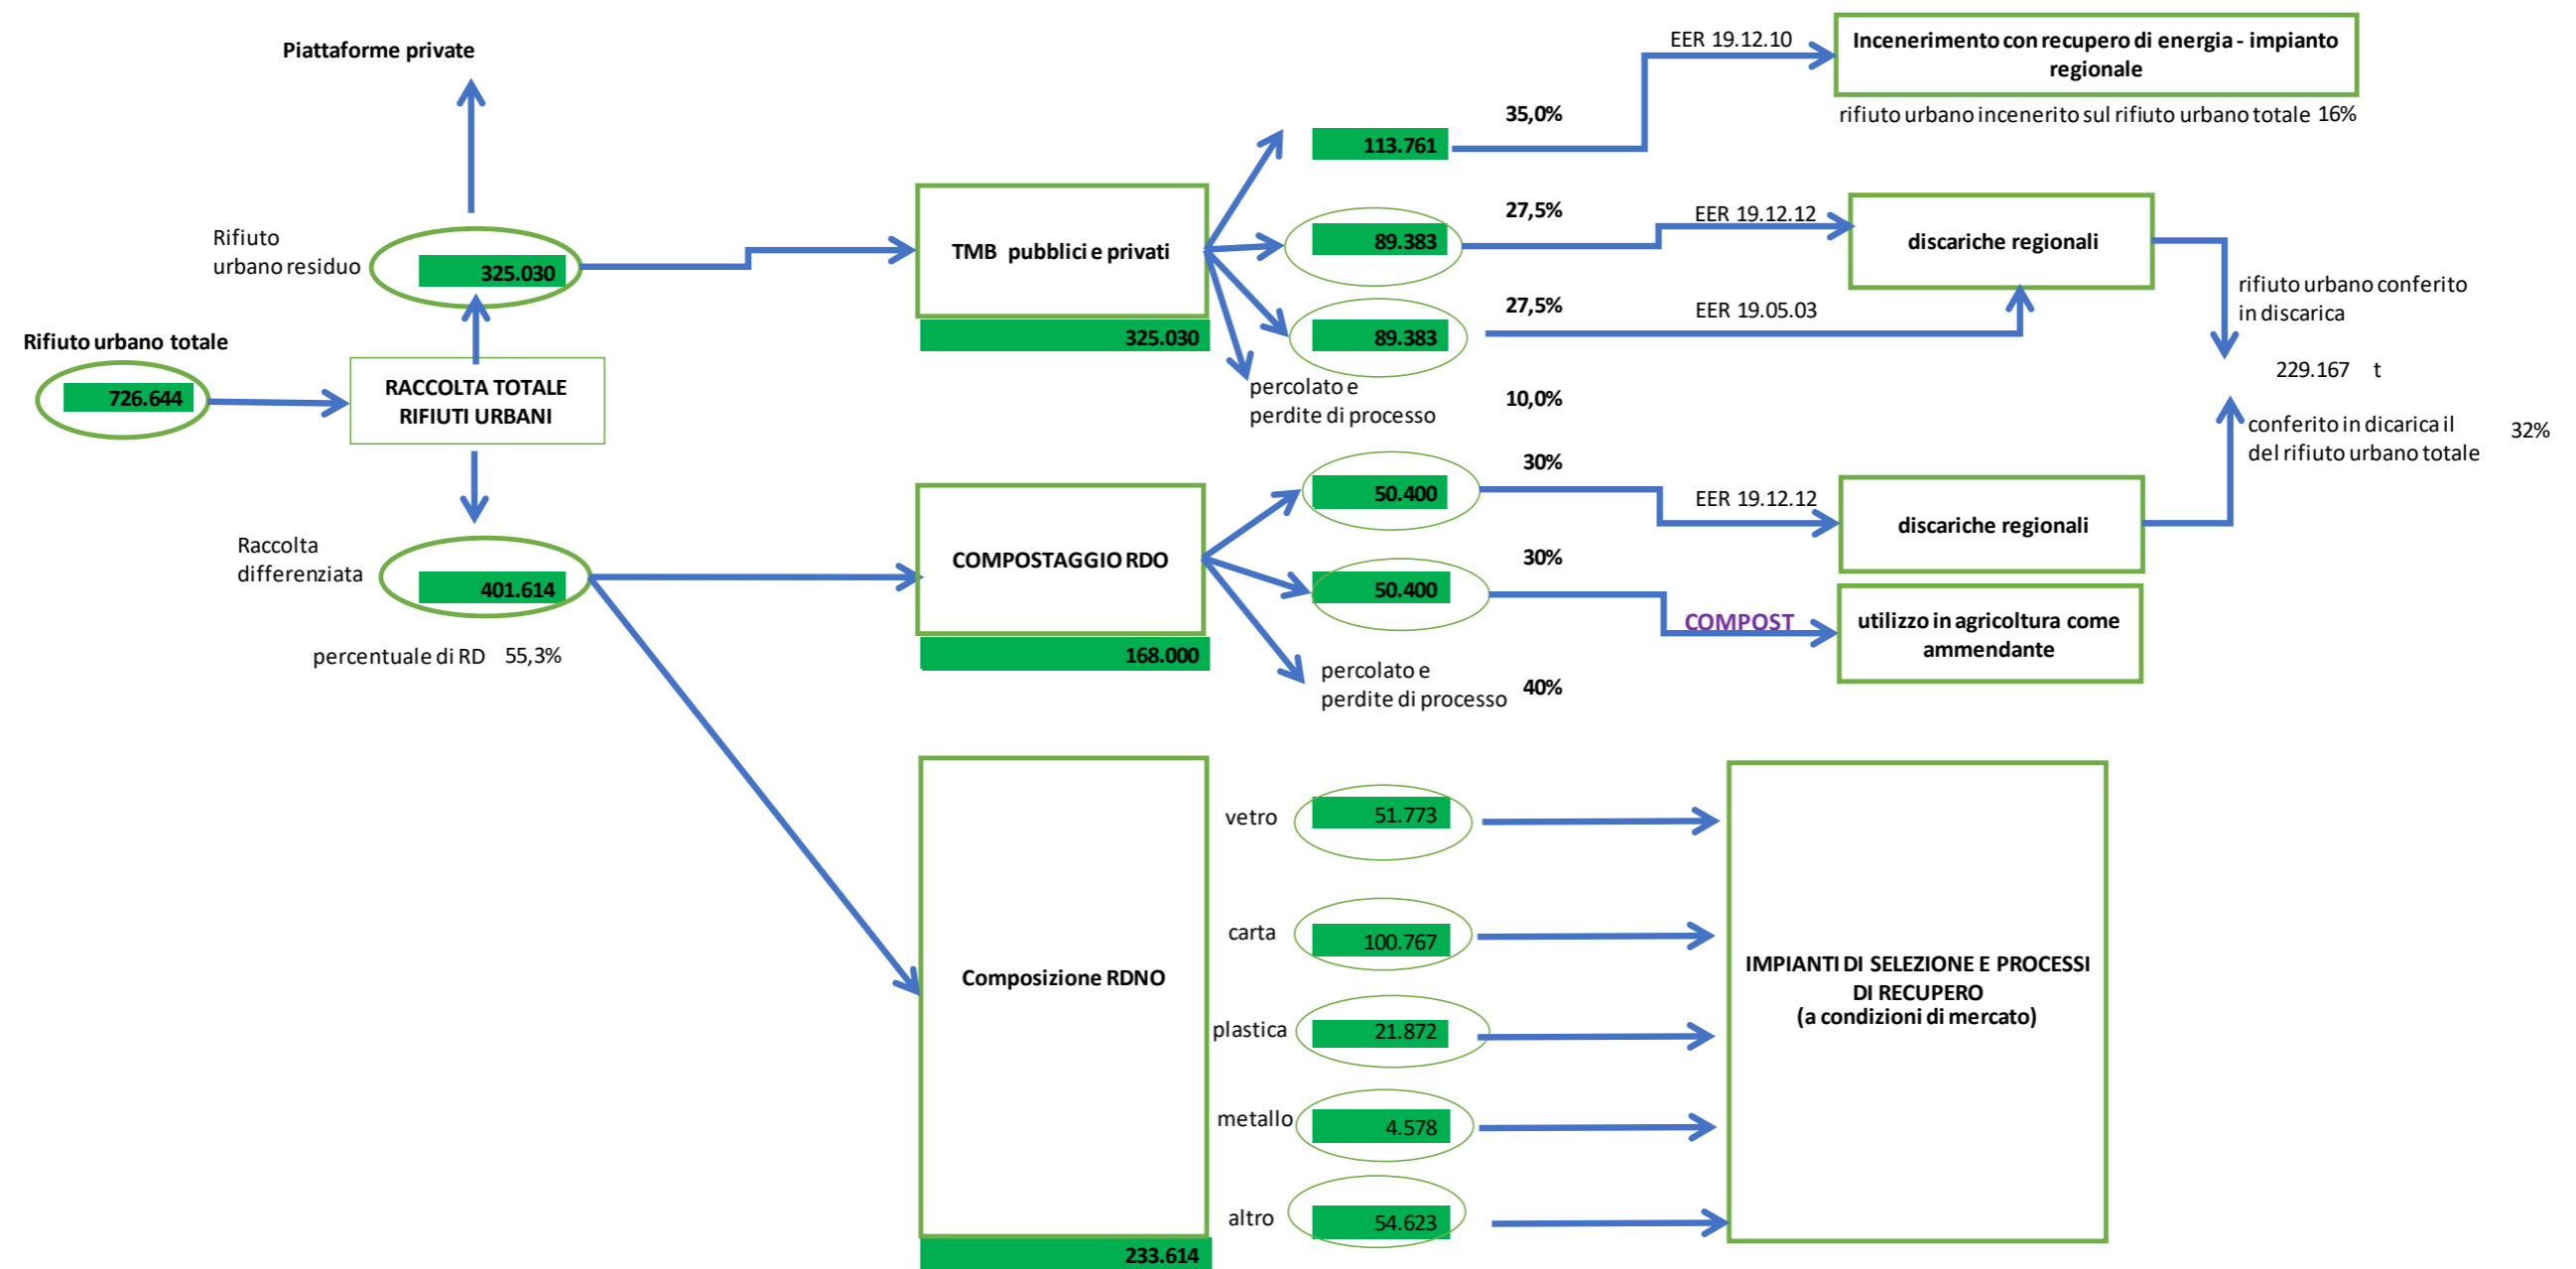 Piattaforme private
Rifiuto
urbano residuo
325.030
Rifiuto urbano totale
726.644
RACCOLTA TOTALE
RIFIUTI URBANI
Raccolta
differenziata
401.614
percentuale di RD 55,3%
TMB pubblici e privati
325.030
113.761
35,0%
EER 19.12.10
Incenerimento con recupero di energia - impianto
regionale
rifiuto urbano incenerito sul rifiuto urbano totale 16%
89.383
27,5%
EER 19.12.12
discariche regionali
89.383
27,5%
EER 19.05.03
percolato e
perdite di processo
10,0%
rifiuto urbano conferito
in discarica
229.167 t
conferito in dicarica il
del rifiuto urbano totale
32%
COMPOSTAGGIO RDO
168.000
50.400
30%
EER 19.12.12
discariche regionali
50.400
30%
COMPOST
utilizzo in agricoltura come
ammendante
percolato e
perdite di processo
40%
Composizione RDNO
233.614
vetro
51.773
carta
100.767
plastica
21.872
metallo
4.578
altro
54.623
IMPIANTI DI SELEZIONE E PROCESSI
DI RECUPERO
(a condizioni di mercato)